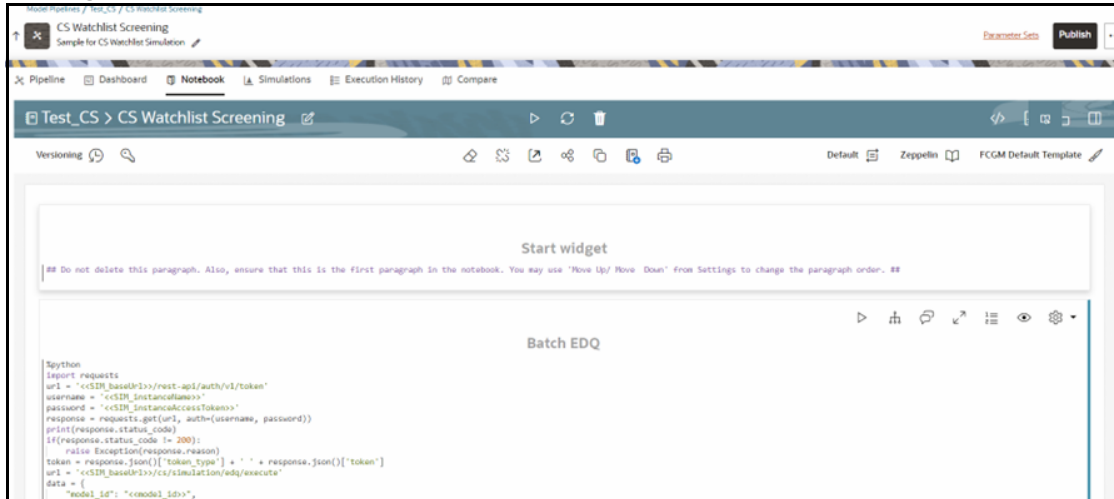 Model Pipelines / Test_CS / CS Watchlist Screening
CS Watchlist Screening
Sample for CS Watchlist Simulation
Parameter Sets
Publish
Pipeline
Dashboard
Notebook
Simulations
Execution History
Compare
Test_CS > CS Watchlist Screening
Versioning
Default
Zeppelin
FCGM Default Template
Start widget
## Do not delete this paragraph. Also, ensure that this is the first paragraph in the notebook. You may use 'Move Up/ Move  Down' from Settings to change the paragraph order. ##
Batch EDQ
%python
import requests
url = '<<SIM_baseUrl>>/rest-api/auth/v1/token'
username = '<<SIM_instanceName>>'
password = '<<SIM_instanceAccessToken>>'
response = requests.get(url, auth=(username, password))
print(response.status_code)
if(response.status_code != 200):
    raise Exception(response.reason)
token = response.json()['token_type'] + ' ' + response.json()['token']
url = '<<SIM_baseUrl>>/cs/simulation/edq/execute'
data = {
    "model_id": "<<model_id>>",